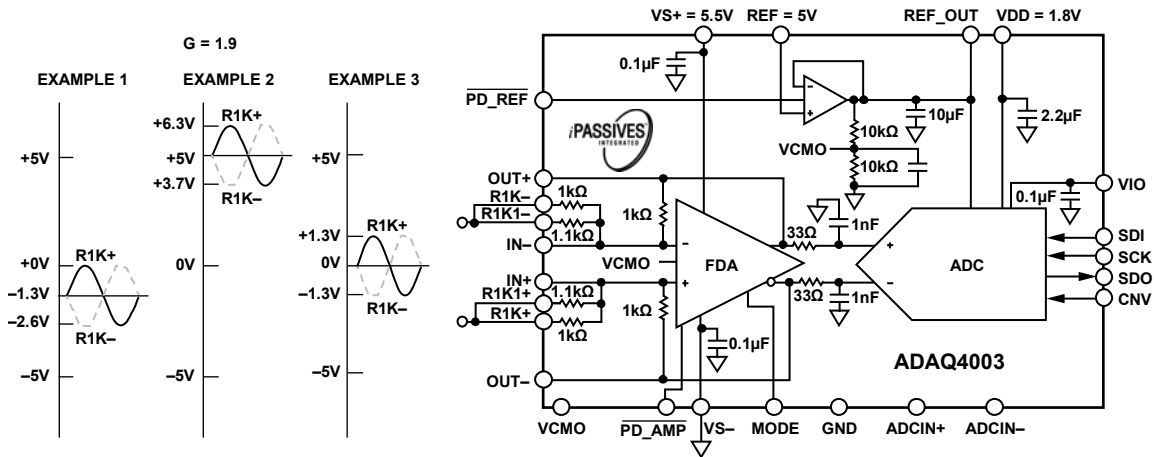 G = 1.9
EXAMPLE 1
EXAMPLE 2
EXAMPLE 3
+5V
+0V
–1.3V
–2.6V
–5V
R1K+
R1K–
+6.3V
+5V
+3.7V
0V
–5V
R1K+
R1K–
+5V
+1.3V
0V
–1.3V
–5V
R1K+
R1K–
VS+ = 5.5V
REF = 5V
REF_OUT
VDD = 1.8V
0.1µF
PD_REF
iPASSIVES™
INTEGRATED
–
+
10kΩ
10µF
2.2µF
VCMO
10kΩ
OUT+
R1K–
R1K1–
IN–
1kΩ
1.1kΩ
1kΩ
VCMO
IN+
R1K1+
R1K+
1.1kΩ
1kΩ
1kΩ
OUT–
–
FDA
+
33Ω
1nF
33Ω
1nF
0.1µF
+
ADC
–
0.1µF
VIO
SDI
SCK
SDO
CNV
ADAQ4003
VCMO
PD_AMP
VS–
MODE
GND
ADCIN+
ADCIN–